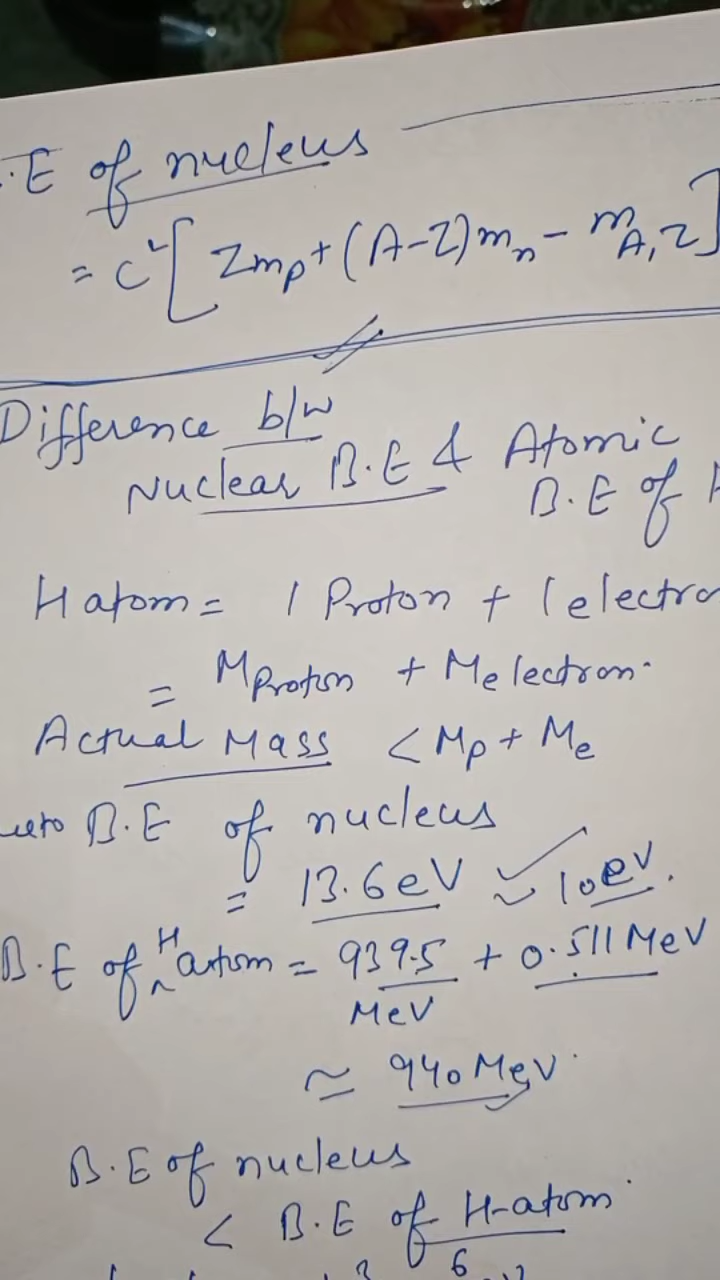 .E of nucleus
= c²[ Zmp + (A-Z)mn - mA,Z]
Difference b/w
Nuclear B.E & Atomic
B.E of H
H atom = 1 Proton + 1 electro
= MProton + Melectron.
Actual Mass < Mp + Me
B.E of nucleus
= 13.6eV ≈ 10eV.
B.E of H atom = 939.5 + 0.511 MeV
MeV
≈ 940 MeV.
B.E of nucleus
< B.E of H-atom